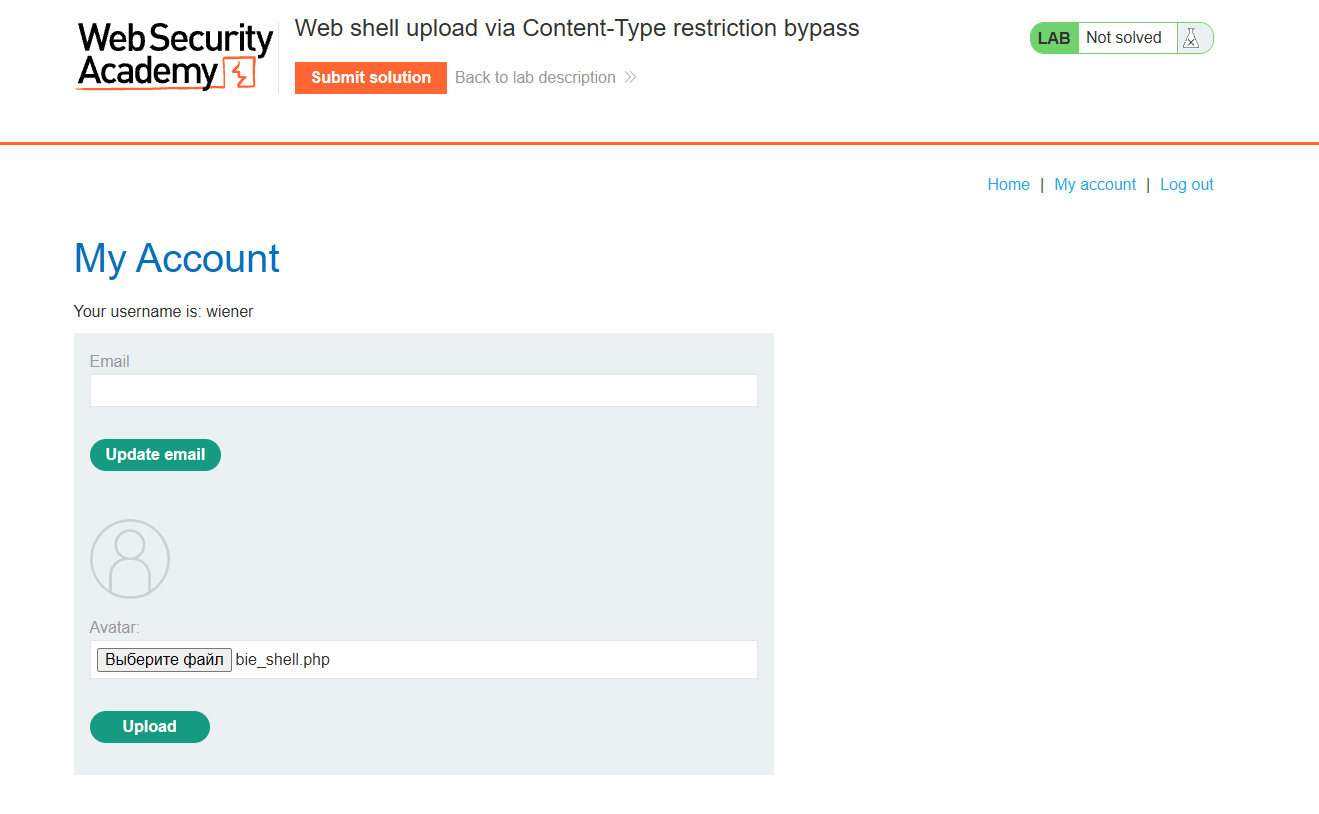 Web Security
Academy
Web shell upload via Content-Type restriction bypass
Submit solution
Back to lab description
LAB
Not solved
Home | My account | Log out
My Account
Your username is: wiener
Email
Update email
Avatar:
Выберите файл bie_shell.php
Upload